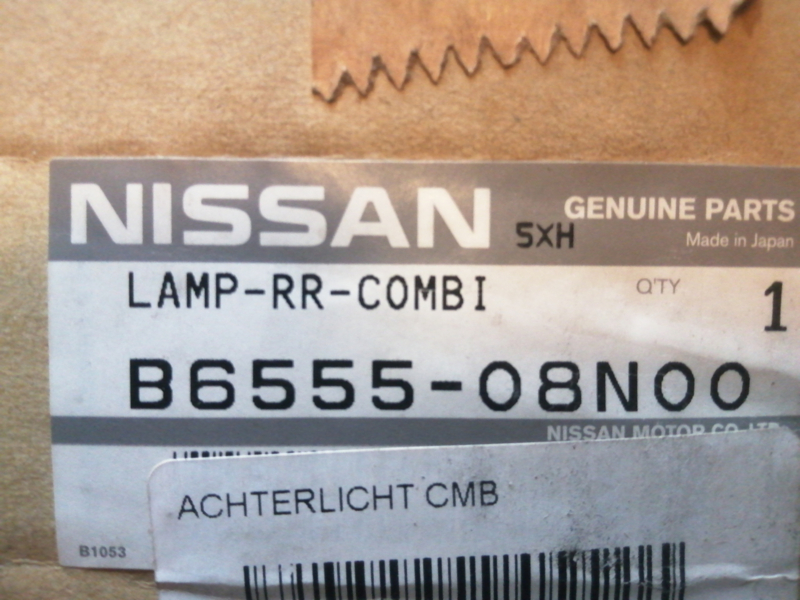 NISSAN
5XH
GENUINE PARTS
Made in Japan
LAMP-RR-COMBI
Q'TY
1
B6555-08N00
NISSAN MOTOR CO., LTD.
ACHTERLICHT CMB
B1053